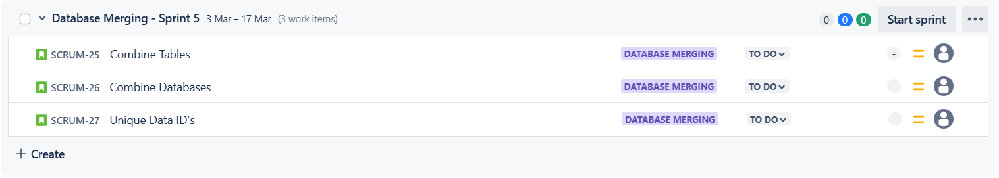 Database Merging - Sprint 5 3 Mar – 17 Mar (3 work items) 0 0 0 Start sprint
SCRUM-25 Combine Tables DATABASE MERGING TO DO -
SCRUM-26 Combine Databases DATABASE MERGING TO DO -
SCRUM-27 Unique Data ID's DATABASE MERGING TO DO -
+ Create